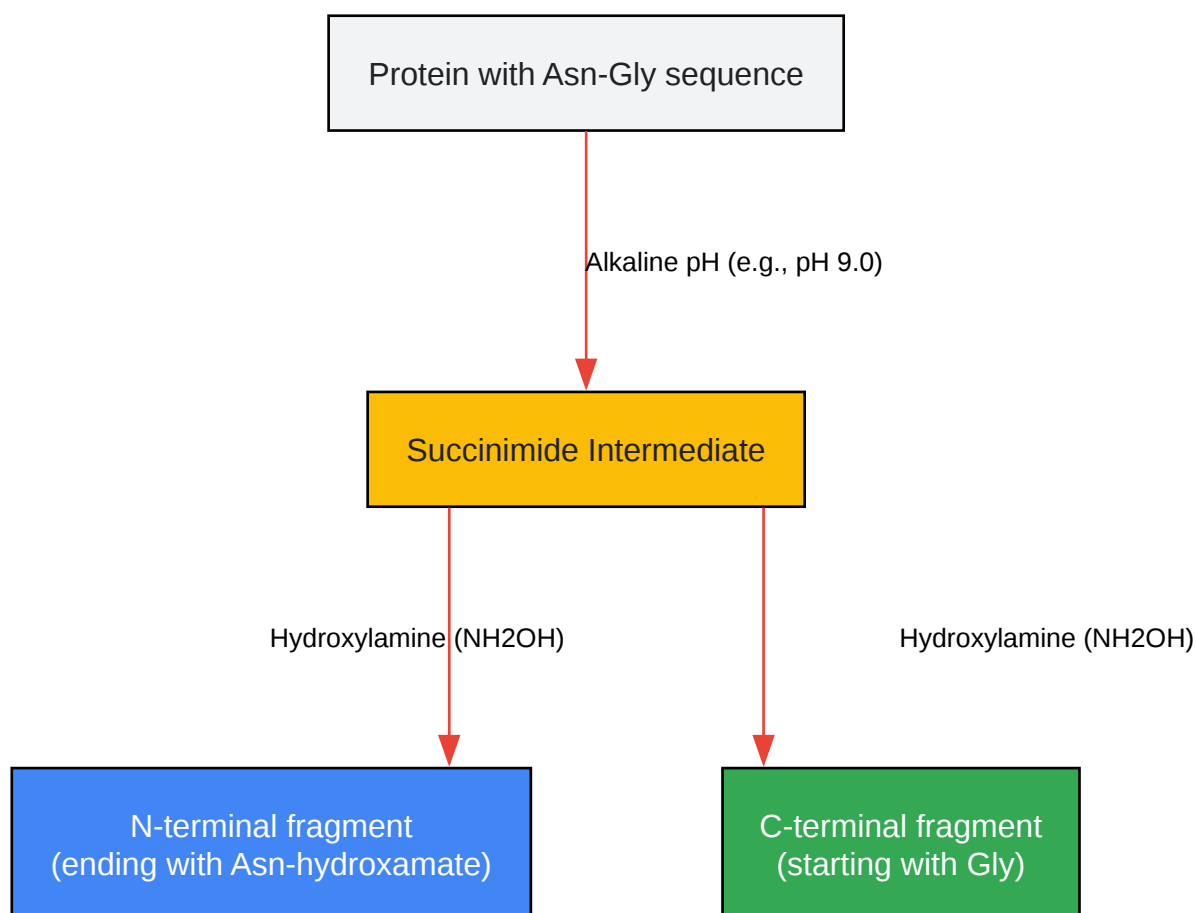 Protein with Asn-Gly sequence
Alkaline pH (e.g., pH 9.0)
Succinimide Intermediate
Hydroxylamine (NH2OH)
Hydroxylamine (NH2OH)
N-terminal fragment
(ending with Asn-hydroxamate)
C-terminal fragment
(starting with Gly)